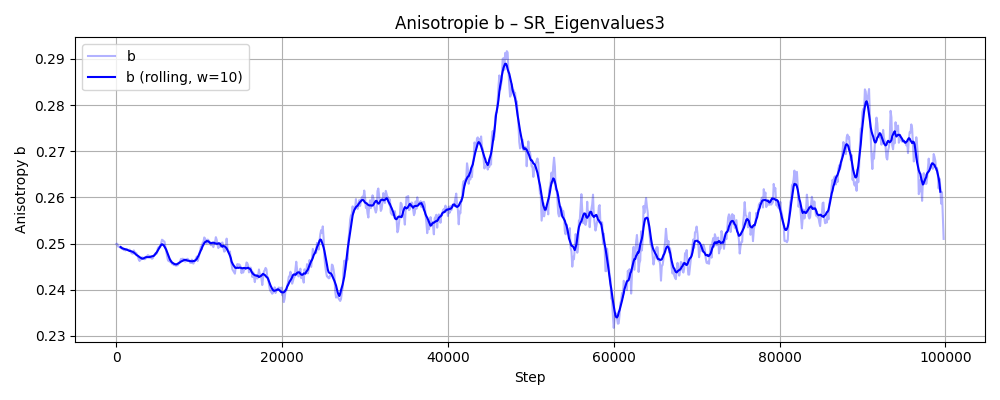 Anisotropie b – SR_Eigenvalues3
b
b (rolling, w=10)
Anisotropy b
0.29
0.28
0.27
0.26
0.25
0.24
0.23
0
20000
40000
60000
80000
100000
Step